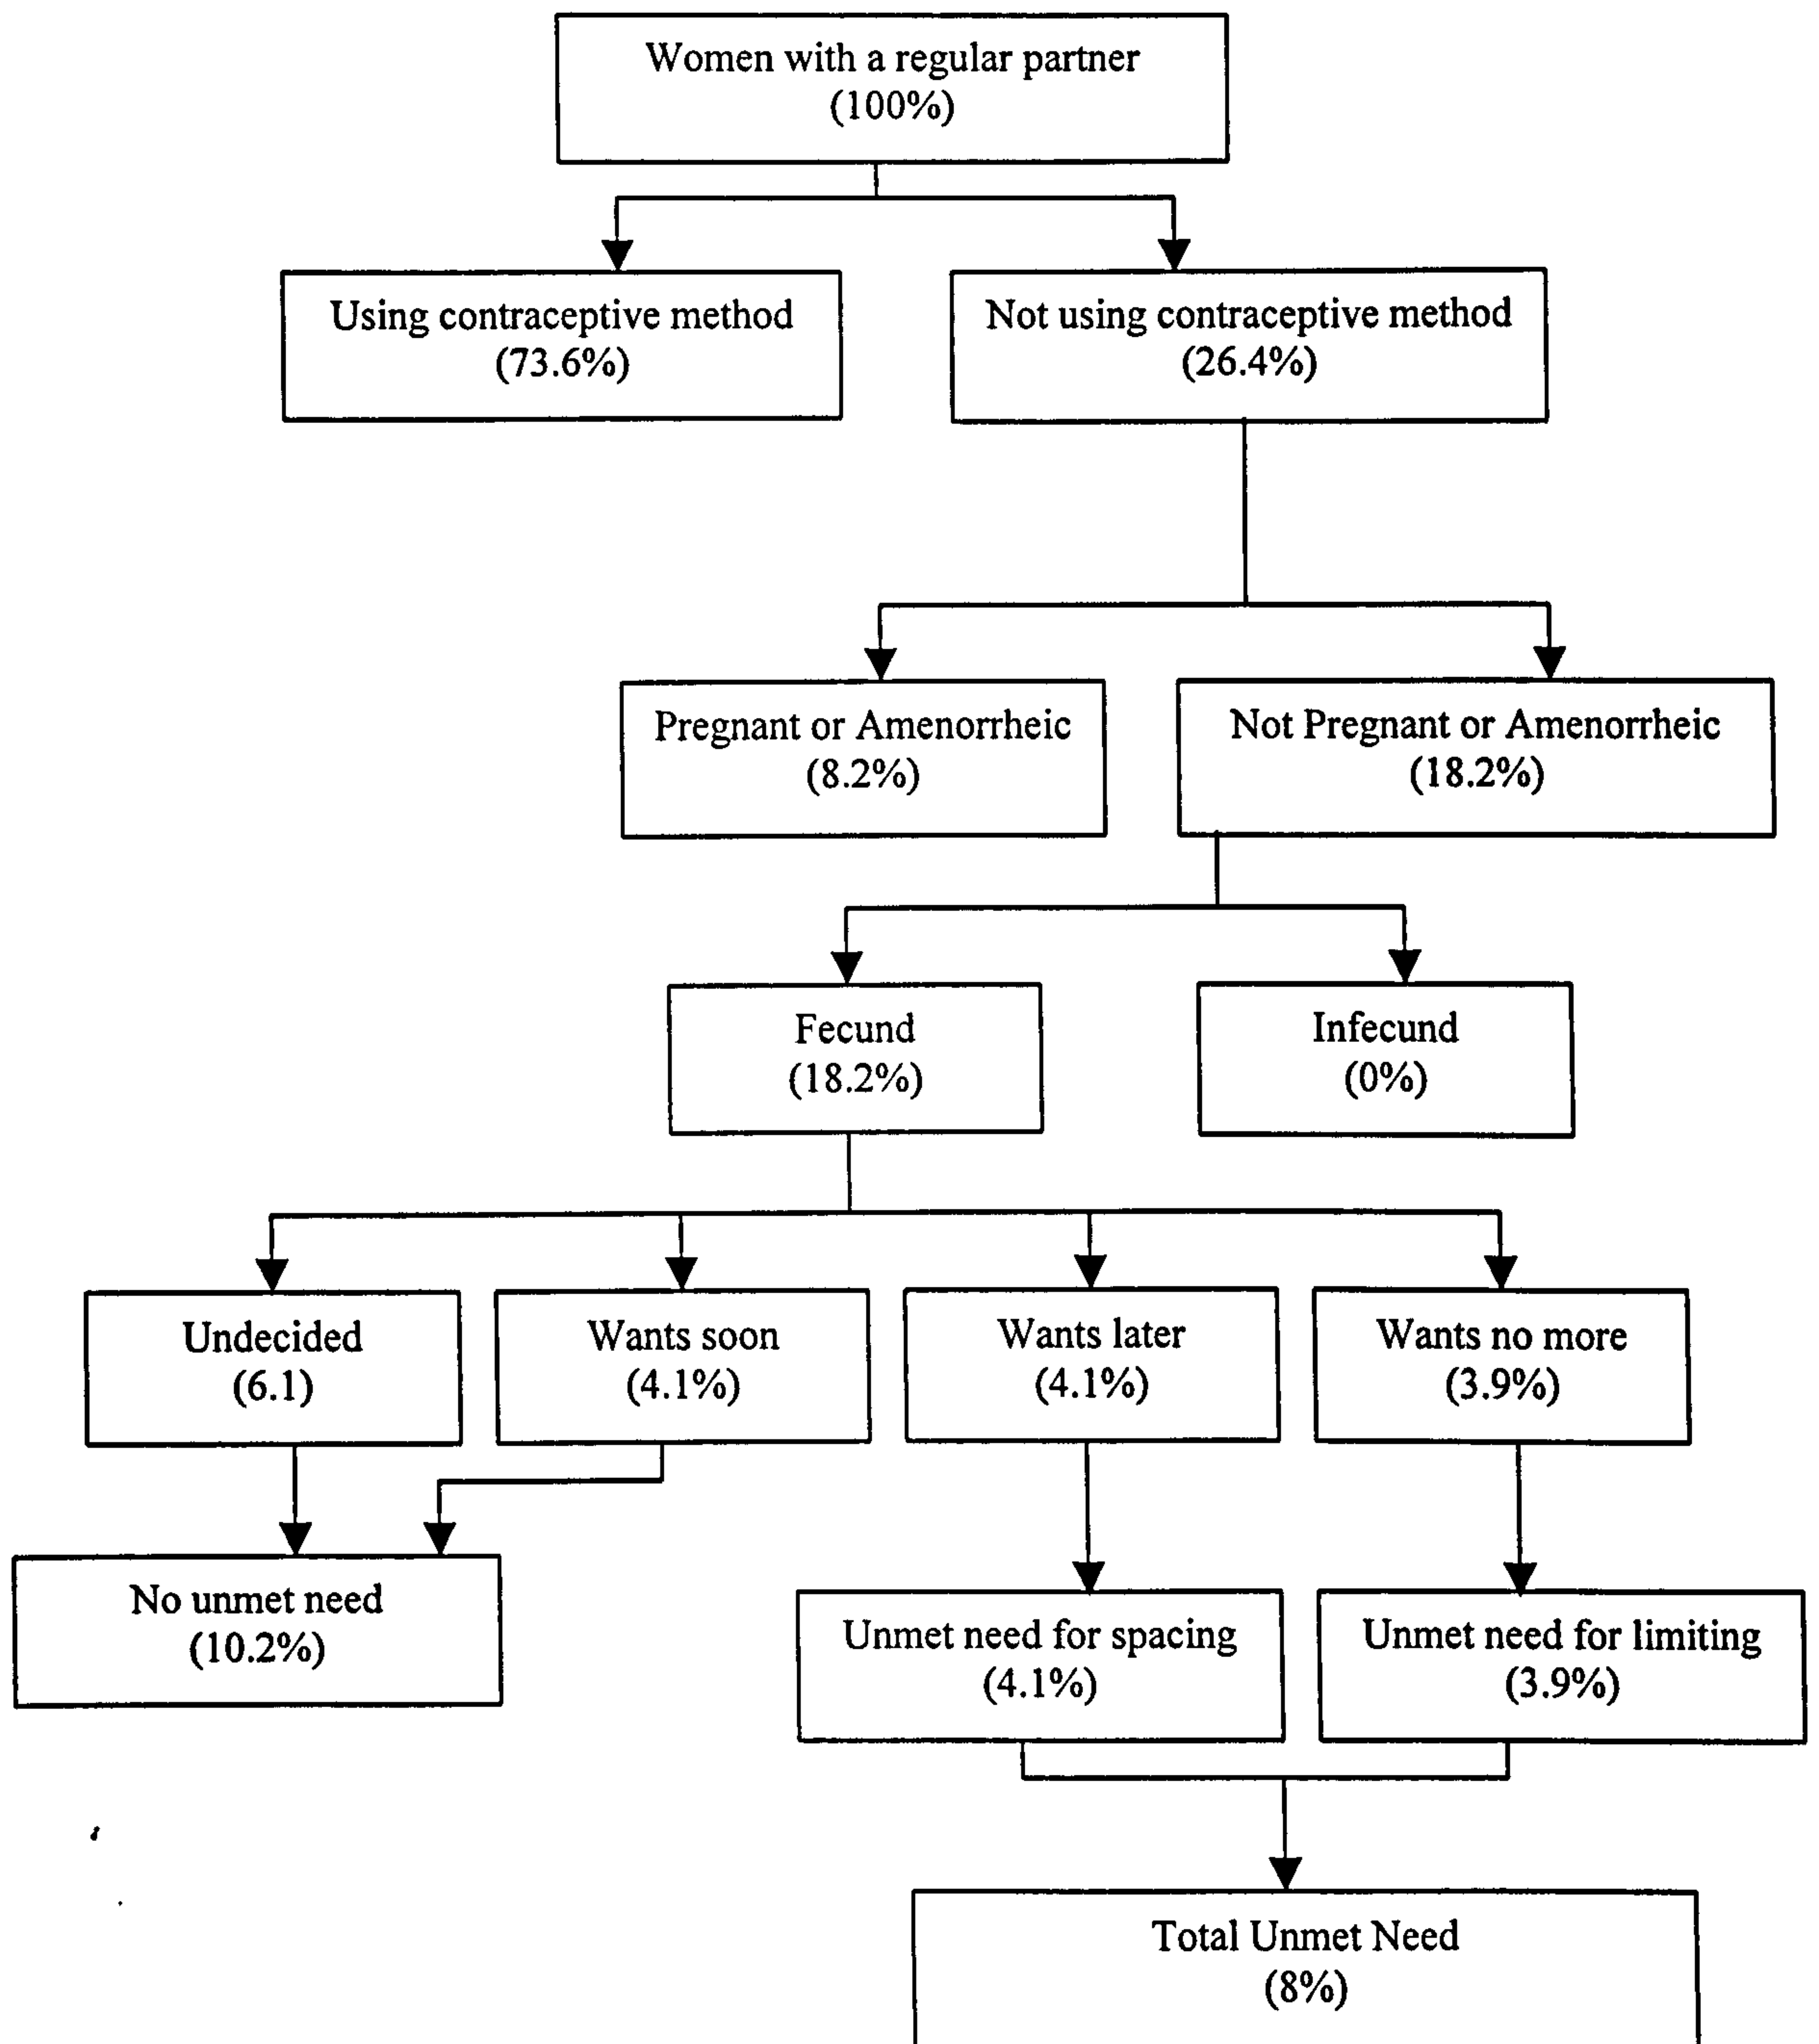 Women with a regular partner
(100%)
Using contraceptive method
(73.6%)
Not using contraceptive method
(26.4%)
Pregnant or Amenorrheic
(8.2%)
Not Pregnant or Amenorrheic
(18.2%)
Fecund
(18.2%)
Infecund
(0%)
Undecided
(6.1)
Wants soon
(4.1%)
Wants later
(4.1%)
Wants no more
(3.9%)
No unmet need
(10.2%)
Unmet need for spacing
(4.1%)
Unmet need for limiting
(3.9%)
Total Unmet Need
(8%)